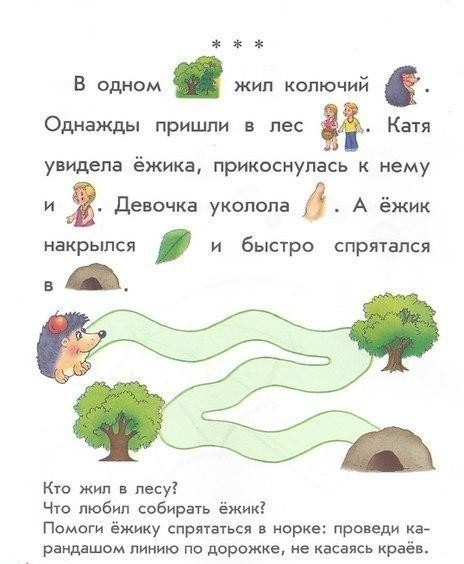 * * *
В одном жил колючий .
Однажды пришли в лес . Катя
увидела ёжика, прикоснулась к нему
и . Девочка уколола . А ёжик
накрылся и быстро спрятался
в .
Кто жил в лесу?
Что любил собирать ёжик?
Помоги ёжику спрятаться в норке: проведи ка-
рандашом линию по дорожке, не касаясь краёв.